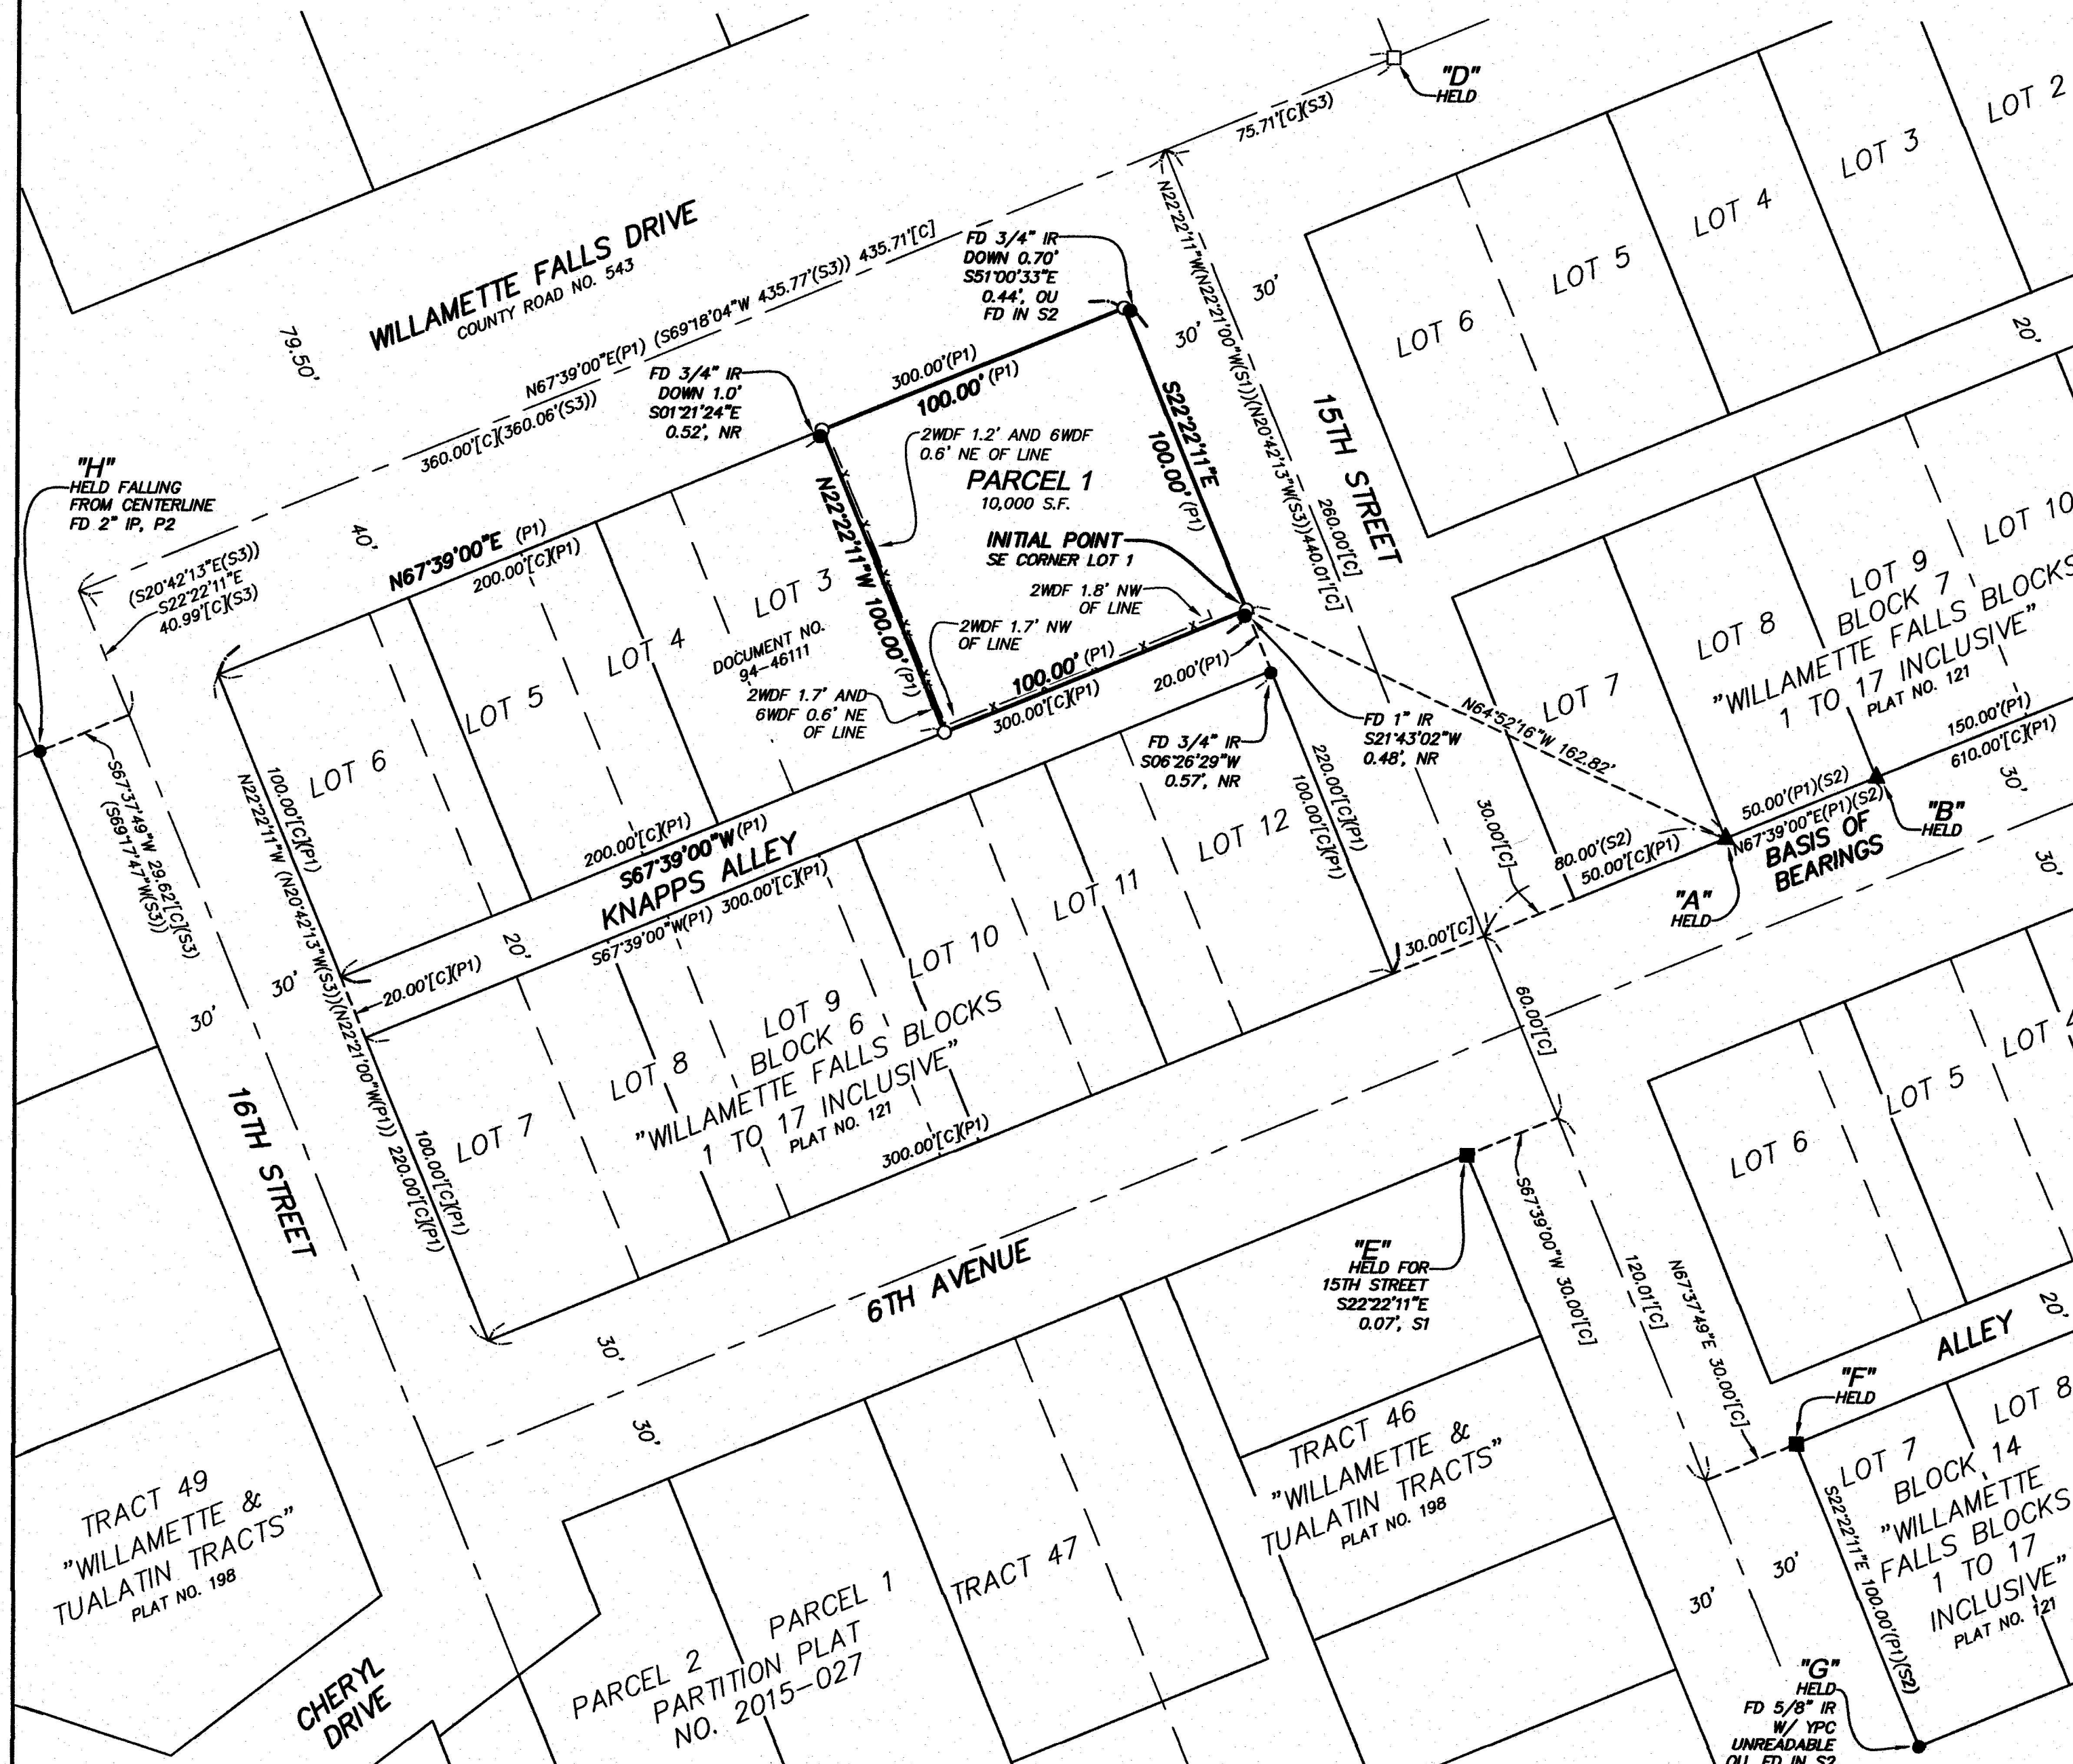 "D"
HELD
75.71'[C](S3)
LOT 2
LOT 3
LOT 4
LOT 5
LOT 6
20'
WILLAMETTE FALLS DRIVE
COUNTY ROAD NO. 543
79.50'
N67°39'00"E(P1) (S69°18'04"W 435.77'(S3)) 435.71'[C]
360.00'[C](360.06'(S3))
FD 3/4" IR
DOWN 0.70'
S51°00'33"E
0.44', OU
FD IN S2
N22°22'11"W(N22°21'00"W(S1))(N20°42'13"W(S3))440.01'[C]
260.00'[C]
30'
30'
15TH STREET
FD 3/4" IR
DOWN 1.0'
S01°21'24"E
0.52', NR
300.00'(P1)
100.00' (P1)
S22°22'11"E
100.00' (P1)
2WDF 1.2' AND 6WDF
0.6' NE OF LINE
PARCEL 1
10,000 S.F.
INITIAL POINT
SE CORNER LOT 1
2WDF 1.8' NW
OF LINE
N22°22'11"W 100.00' (P1)
2WDF 1.7' NW
OF LINE
100.00' (P1)
300.00'[C](P1)
20.00'(P1)
2WDF 1.7' AND
6WDF 0.6' NE
OF LINE
"H"
HELD FALLING
FROM CENTERLINE
FD 2" IP, P2
(S20°42'13"E(S3))
S22°22'11"E
40.99'[C](S3)
40'
N67°39'00"E (P1)
200.00'[C](P1)
LOT 3
DOCUMENT NO.
94-46111
LOT 4
LOT 5
LOT 6
S67°37'49"W 29.62'[C](S3)
(S69°17'47"W(S3))
100.00'[C](P1)
N22°22'11"W (N20°42'13"W(S3))(N22°21'00"W(P1)) 220.00'[C](P1)
200.00'[C](P1)
S67°39'00"W(P1)
KNAPPS ALLEY
S67°39'00"W(P1) 300.00'[C](P1)
20'
20.00'[C](P1)
30'
30'
16TH STREET
FD 3/4" IR
S06°26'29"W
0.57', NR
FD 1" IR
S21°43'02"W
0.48', NR
N64°52'16"W 162.82'
220.00'[C](P1)
100.00'[C](P1)
LOT 12
LOT 11
LOT 10
LOT 9
BLOCK 6
"WILLAMETTE FALLS BLOCKS
1 TO 17 INCLUSIVE"
PLAT NO. 121
LOT 8
LOT 7
100.00'[C](P1)
300.00'[C](P1)
LOT 7
LOT 8
LOT 9
BLOCK 7
"WILLAMETTE FALLS BLOCKS
1 TO 17 INCLUSIVE"
PLAT NO. 121
LOT 10
150.00'(P1)
610.00'[C](P1)
30'
50.00'(P1)(S2)
N67°39'00"E(P1)(S2)
BASIS OF
BEARINGS
"B"
HELD
30'
80.00'(S2)
50.00'[C](P1)
"A"
HELD
30.00'[C]
30.00'[C]
60.00'[C]
6TH AVENUE
30'
30'
"E"
HELD FOR
15TH STREET
S22°22'11"E
0.07', S1
S67°39'00"W 30.00'[C]
120.01'[C]
N67°37'49"E 30.00'[C]
LOT 6
LOT 5
LOT 4
ALLEY
20'
"F"
HELD
LOT 8
LOT 7
BLOCK 14
"WILLAMETTE
FALLS BLOCKS
1 TO 17
INCLUSIVE"
PLAT NO. 121
S22°22'11"E 100.00'(P1)(S2)
30'
30'
"G"
HELD
FD 5/8" IR
W/ YPC
UNREADABLE
OU, FD IN S2
TRACT 49
"WILLAMETTE &
TUALATIN TRACTS"
PLAT NO. 198
CHERYL
DRIVE
PARCEL 2
PARCEL 1
PARTITION PLAT
NO. 2015-027
TRACT 47
TRACT 46
"WILLAMETTE &
TUALATIN TRACTS"
PLAT NO. 198